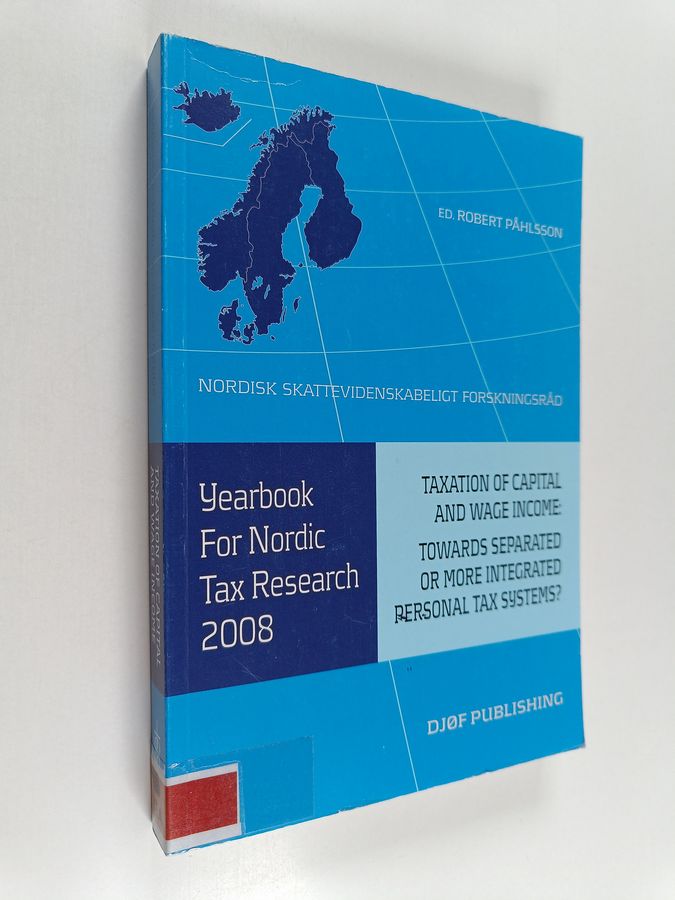 ED. ROBERT PÅHLSSON
NORDISK SKATTEVIDENSKABELIGT FORSKNINGSRÅD
Yearbook
For Nordic
Tax Research
2008
TAXATION OF CAPITAL
AND WAGE INCOME:
TOWARDS SEPARATED
OR MORE INTEGRATED
PERSONAL TAX SYSTEMS?
DJØF PUBLISHING
TAXATION OF CAPITAL
AND WAGE INCOME